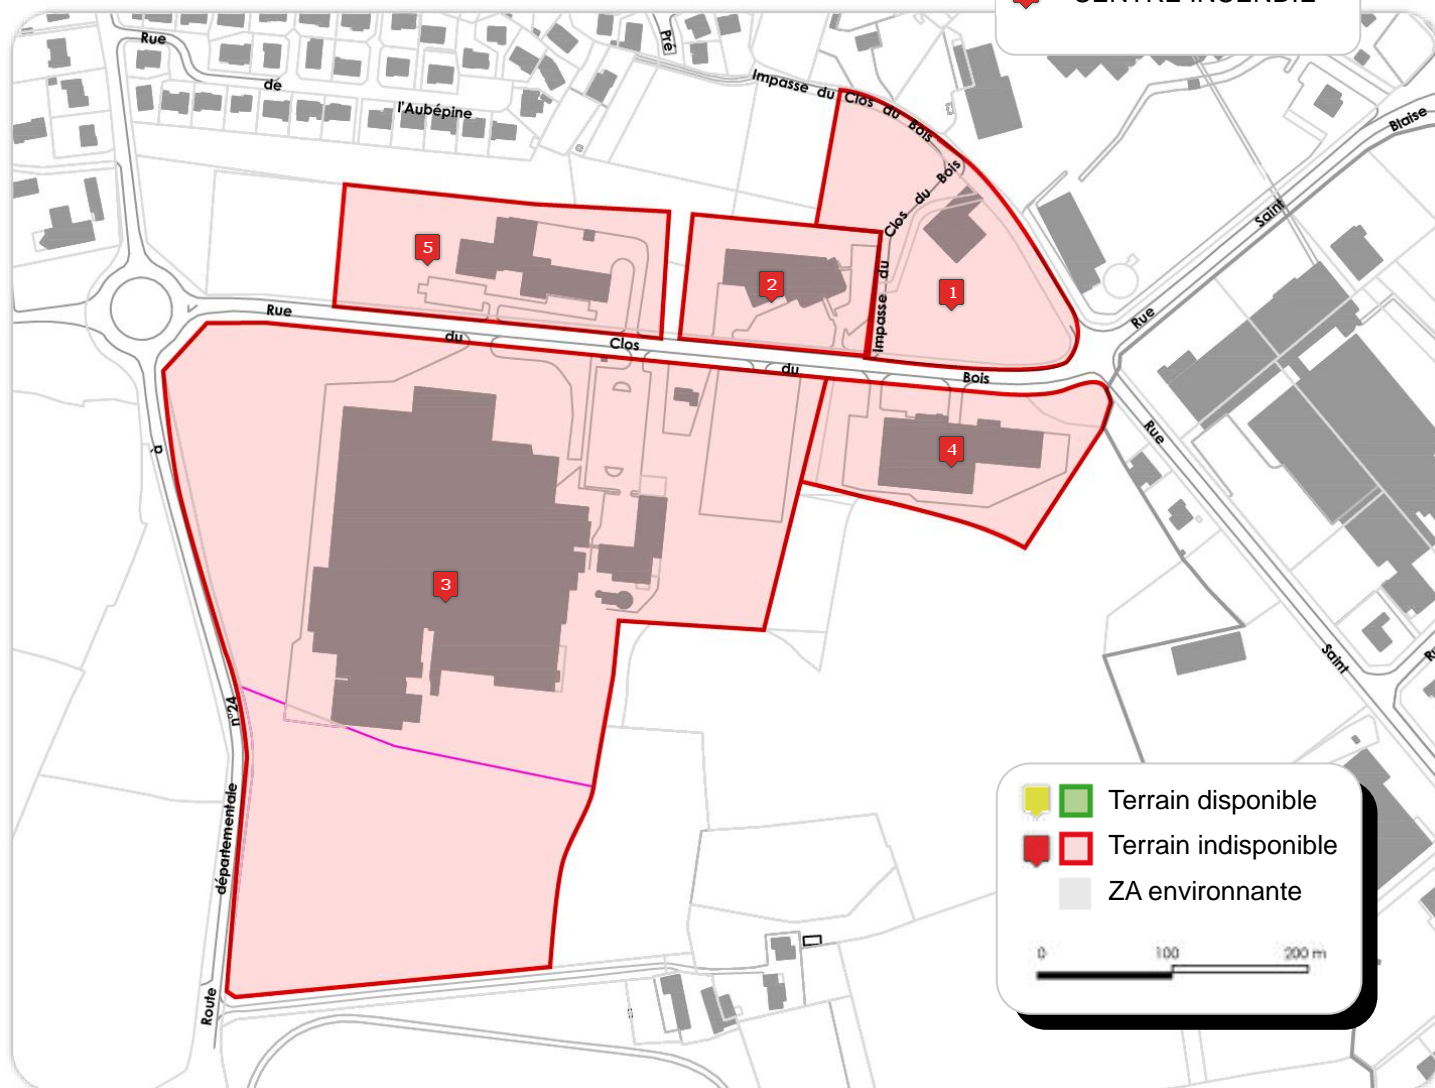 CENTRE INCENDIE
Rue
de
l'Aubépine
Pré
Impasse du Clos du Bois
Clos du Bois
Impasse du
Blaise
Saint
Rue
5
2
1
Rue
du
Clos
du
Bois
4
Rue
Saint
à
3
n°24
départementale
Route
Terrain disponible
Terrain indisponible
ZA environnante
0 100 200 m